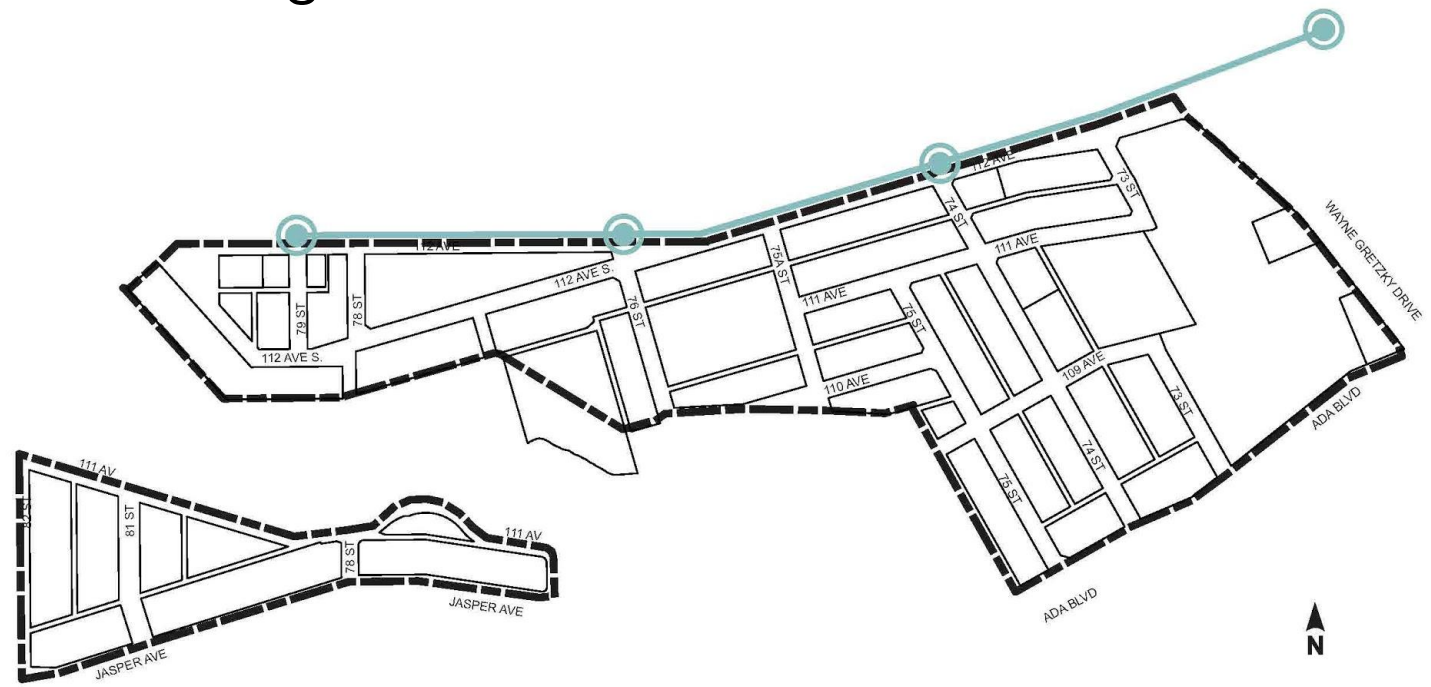 112 AVE
73 ST
74 ST
WAYNE GRETZKY DRIVE
112 AVE
111 AVE
75A ST
112 AVE S.
76 ST
79 ST
78 ST
111 AVE
75 ST
112 AVE S.
109 AVE
110 AVE
73 ST
ADA BLVD
74 ST
111 AV
75 ST
82 ST
81 ST
111 AV
78 ST
JASPER AVE
ADA BLVD
N
JASPER AVE